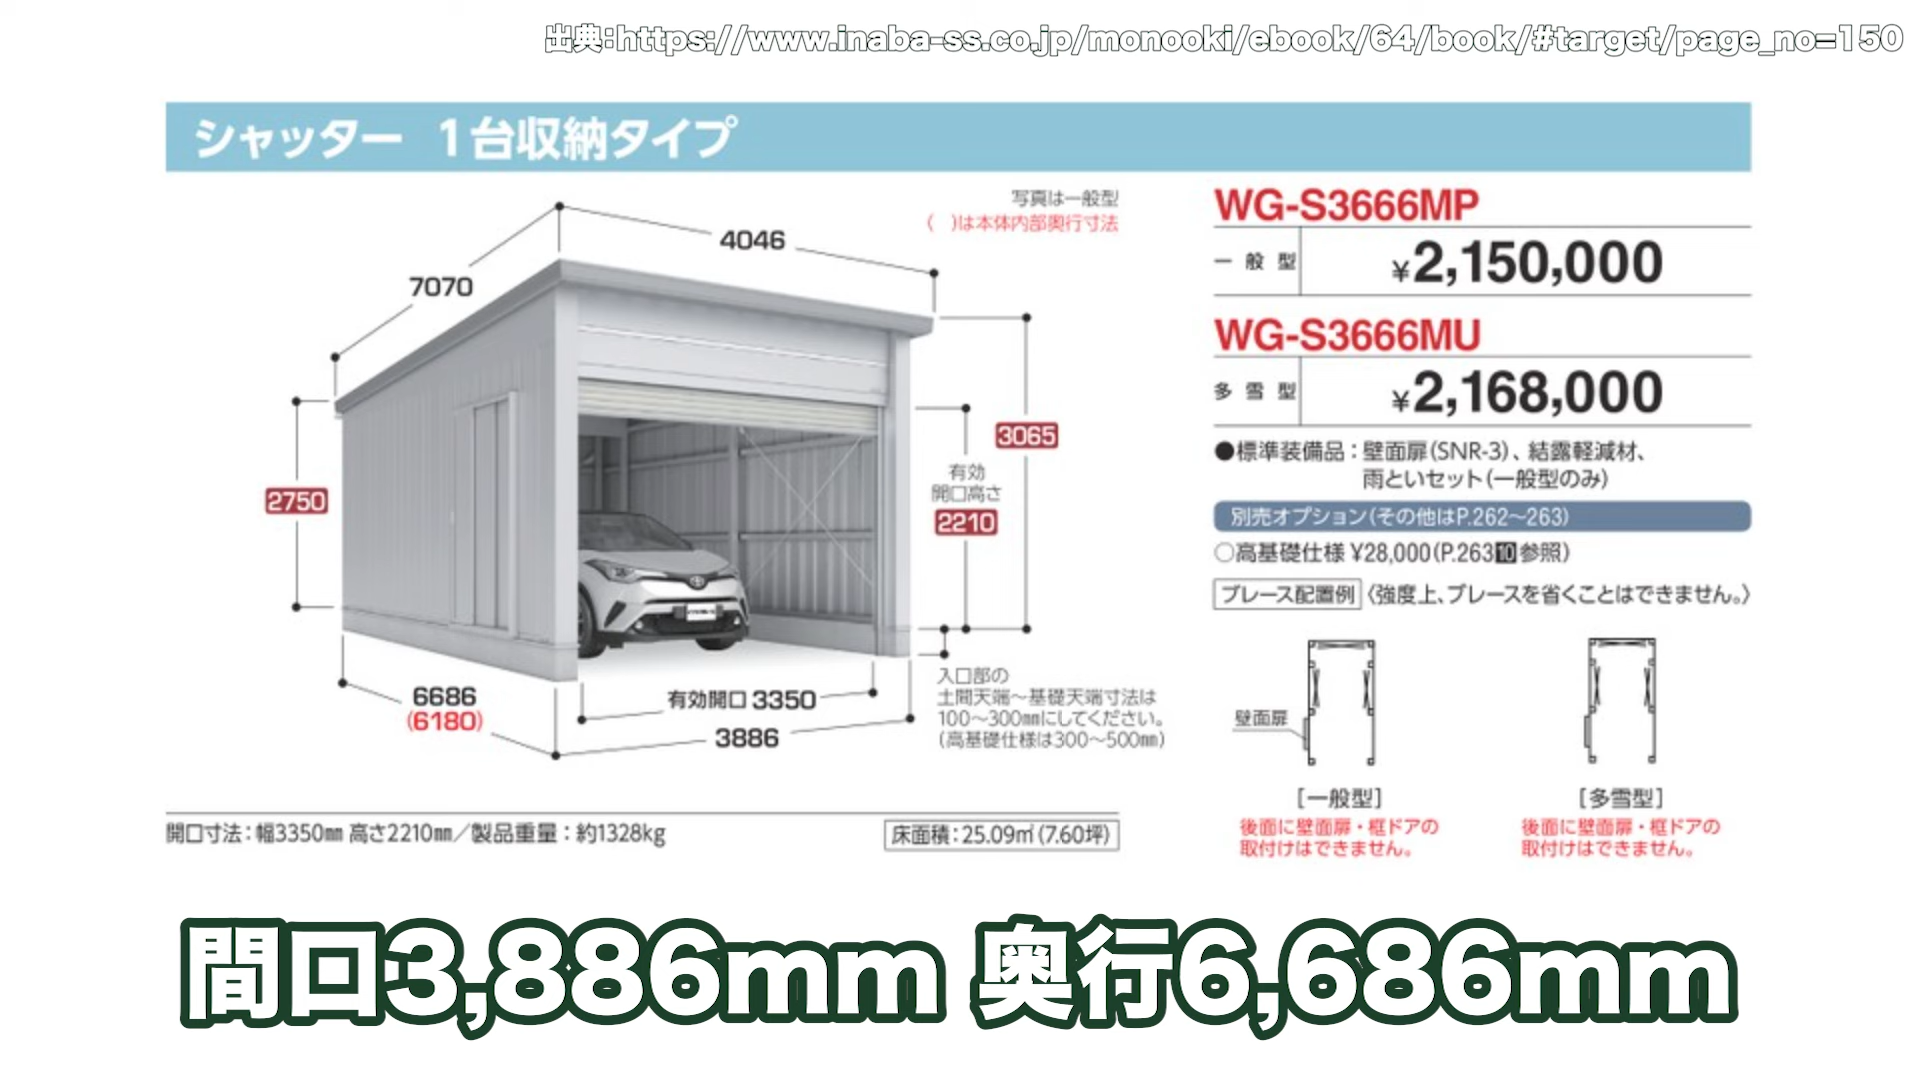 出典:https://www.inaba-ss.co.jp/monooki/ebook/64/book/#target/page_no=150
シャッター 1台収納タイプ
写真は一般型
( )は本体内部奥行寸法
4046
7070
2750
3065
有効
開口高さ
2210
6686
(6180)
有効開口 3350
3886
入口部の
土間天端〜基礎天端寸法は
100〜300mmにしてください。
(高基礎仕様は300〜500mm)
開口寸法：幅3350mm 高さ2210mm／製品重量：約1328kg
床面積：25.09㎡(7.60坪)
WG-S3666MP
一般型 ¥2,150,000
WG-S3666MU
多雪型 ¥2,168,000
●標準装備品：壁面扉(SNR-3)、結露軽減材、
雨といセット(一般型のみ)
別売オプション(その他はP.262〜263)
○高基礎仕様 ¥28,000(P.263 10 参照)
ブレース配置例〈強度上、ブレースを省くことはできません。〉
壁面扉
[一般型]
後面に壁面扉・框ドアの
取付けはできません。
[多雪型]
後面に壁面扉・框ドアの
取付けはできません。
間口3,886mm 奥行6,686mm